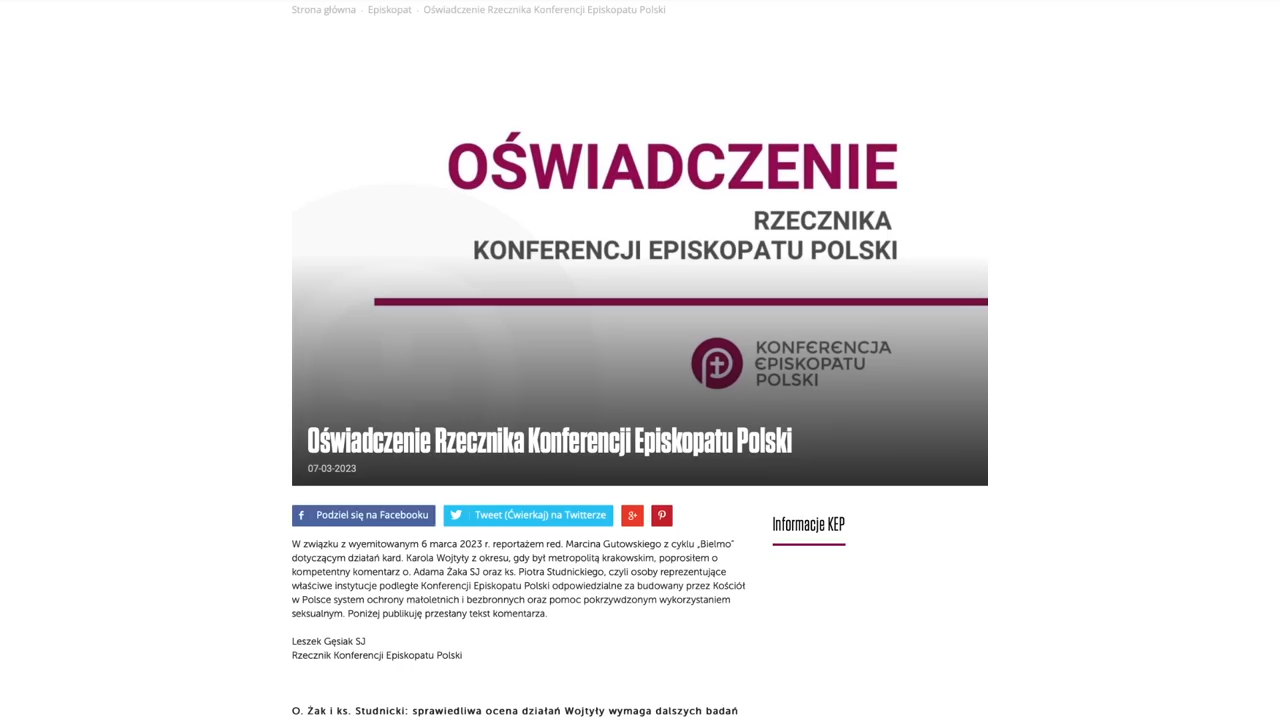 Strona główna · Episkopat · Oświadczenie Rzecznika Konferencji Episkopatu Polski
OŚWIADCZENIE
RZECZNIKA
KONFERENCJI EPISKOPATU POLSKI
KONFERENCJA
EPISKOPATU
POLSKI
Oświadczenie Rzecznika Konferencji Episkopatu Polski
07-03-2023
f Podziel się na Facebooku Tweet (Ćwierkaj) na Twitterze g+
Informacje KEP
W związku z wyemitowanym 6 marca 2023 r. reportażem red. Marcina Gutowskiego z cyklu „Bielmo”
dotyczącym działań kard. Karola Wojtyły z okresu, gdy był metropolitą krakowskim, poprosiłem o
kompetentny komentarz o. Adama Żaka SJ oraz ks. Piotra Studnickiego, czyli osoby reprezentujące
właściwe instytucje podległe Konferencji Episkopatu Polski odpowiedzialne za budowany przez Kościół
w Polsce system ochrony małoletnich i bezbronnych oraz pomoc pokrzywdzonym wykorzystaniem
seksualnym. Poniżej publikuję przesłany tekst komentarza.
Leszek Gęsiak SJ
Rzecznik Konferencji Episkopatu Polski
O. Żak i ks. Studnicki: sprawiedliwa ocena działań Wojtyły wymaga dalszych badań